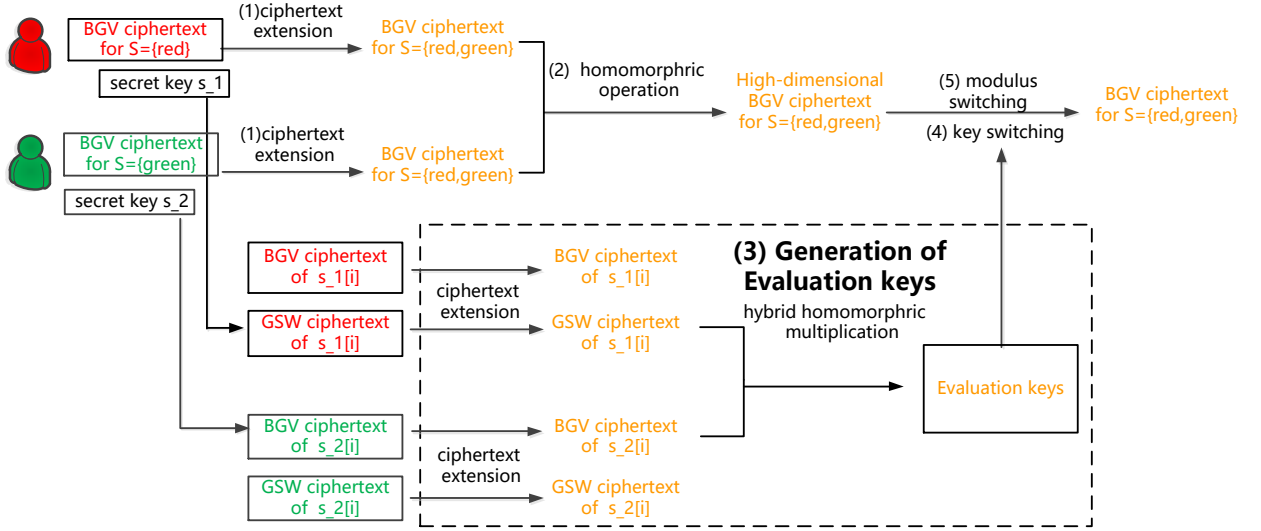 BGV ciphertext
for S={red}
(1)ciphertext
extension
BGV ciphertext
for S={red,green}
secret key s_1
(2) homomorphric
operation
High-dimensional
BGV ciphertext
for S={red,green}
(5) modulus
switching
(4) key switching
BGV ciphertext
for S={red,green}
BGV ciphertext
for S={green}
(1)ciphertext
extension
BGV ciphertext
for S={red,green}
secret key s_2
(3) Generation of
Evaluation keys
hybrid homomorphric
multiplication
BGV ciphertext
of s_1[i]
ciphertext
extension
BGV ciphertext
of s_1[i]
GSW ciphertext
of s_1[i]
GSW ciphertext
of s_1[i]
Evaluation keys
BGV ciphertext
of s_2[i]
ciphertext
extension
BGV ciphertext
of s_2[i]
GSW ciphertext
of s_2[i]
GSW ciphertext
of s_2[i]